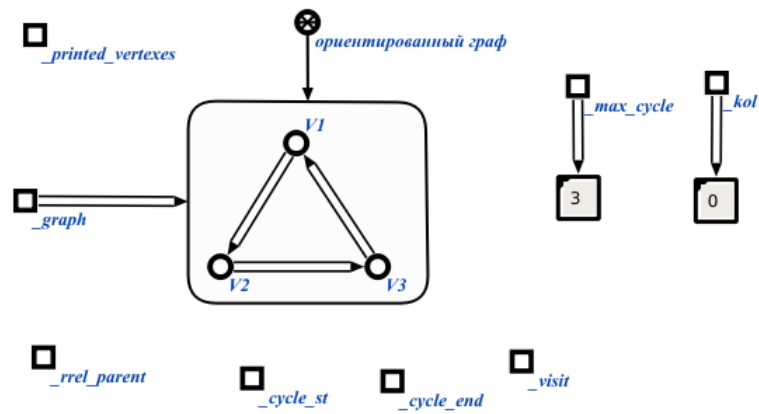 _printed_vertexes
ориентированный граф
_max_cycle
_kol
V1
3
0
_graph
V2
V3
_rrel_parent
_cycle_st
_cycle_end
_visit